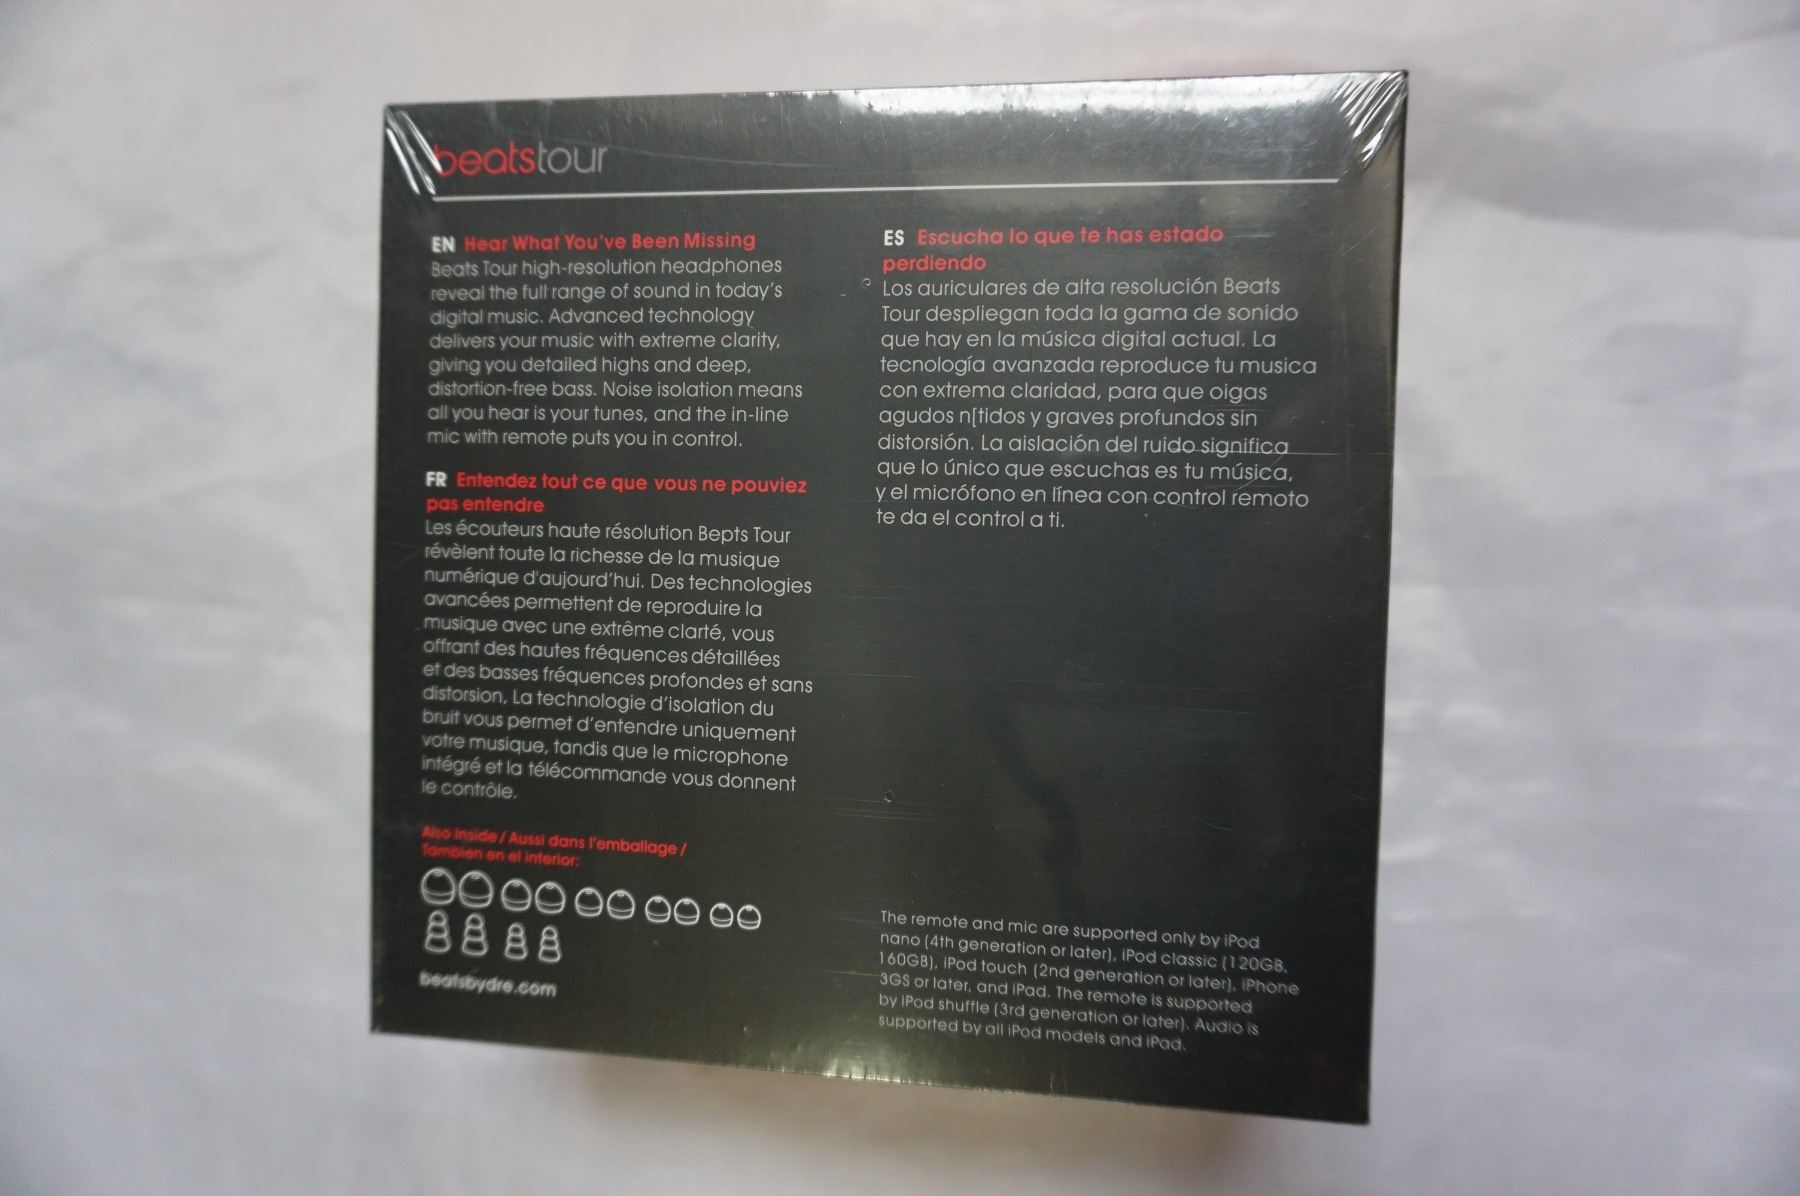 beatstour
EN Hear What You've Been Missing
Beats Tour high-resolution headphones
reveal the full range of sound in today's
digital music. Advanced technology
delivers your music with extreme clarity,
giving you detailed highs and deep,
distortion-free bass. Noise isolation means
all you hear is your tunes, and the in-line
mic with remote puts you in control.
FR Entendez tout ce que vous ne pouviez
pas entendre
Les écouteurs haute résolution Bepts Tour
révèlent toute la richesse de la musique
numérique d'aujourd'hui. Des technologies
avancées permettent de reproduire la
musique avec une extrême clarté, vous
offrant des hautes fréquences détaillées
et des basses fréquences profondes et sans
distorsion, La technologie d'isolation du
bruit vous permet d'entendre uniquement
votre musique, tandis que le microphone
intégré et la télécommande vous donnent
le contrôle.
Also Inside / Aussi dans l'emballage /
Tambien en el interior:
beatsbydre.com
ES Escucha lo que te has estado
perdiendo
Los auriculares de alta resolución Beats
Tour despliegan toda la gama de sonido
que hay en la música digital actual. La
tecnología avanzada reproduce tu musica
con extrema claridad, para que oigas
agudos n[tidos y graves profundos sin
distorsión. La aislación del ruido significa
que lo único que escuchas es tu música,
y el micrófono en línea con control remoto
te da el control a ti.
The remote and mic are supported only by iPod
nano (4th generation or later), iPod classic (120GB,
160GB), iPod touch (2nd generation or later), iPhone
3GS or later, and iPad. The remote is supported
by iPod shuffle (3rd generation or later). Audio is
supported by all iPod models and iPad.